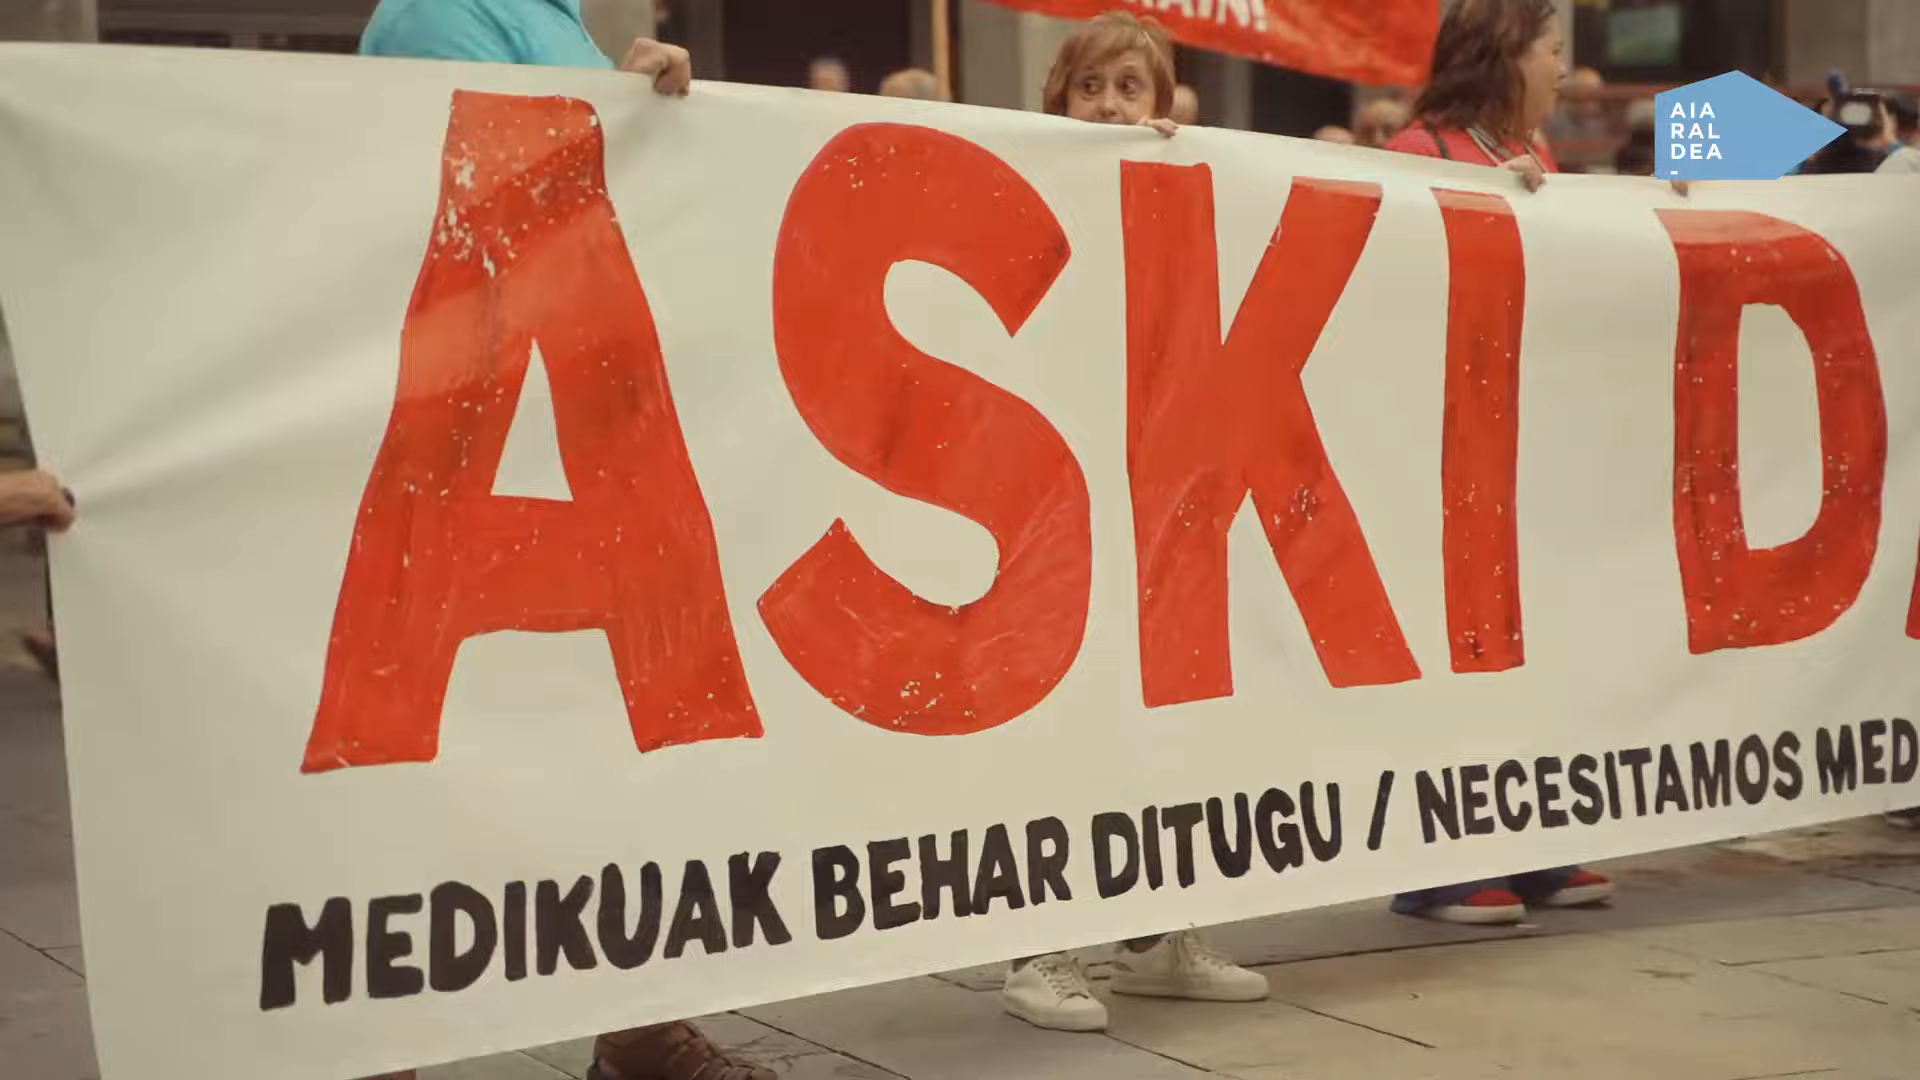 AIA
RAL
DEA
ASKI D
MEDIKUAK BEHAR DITUGU / NECESITAMOS MED